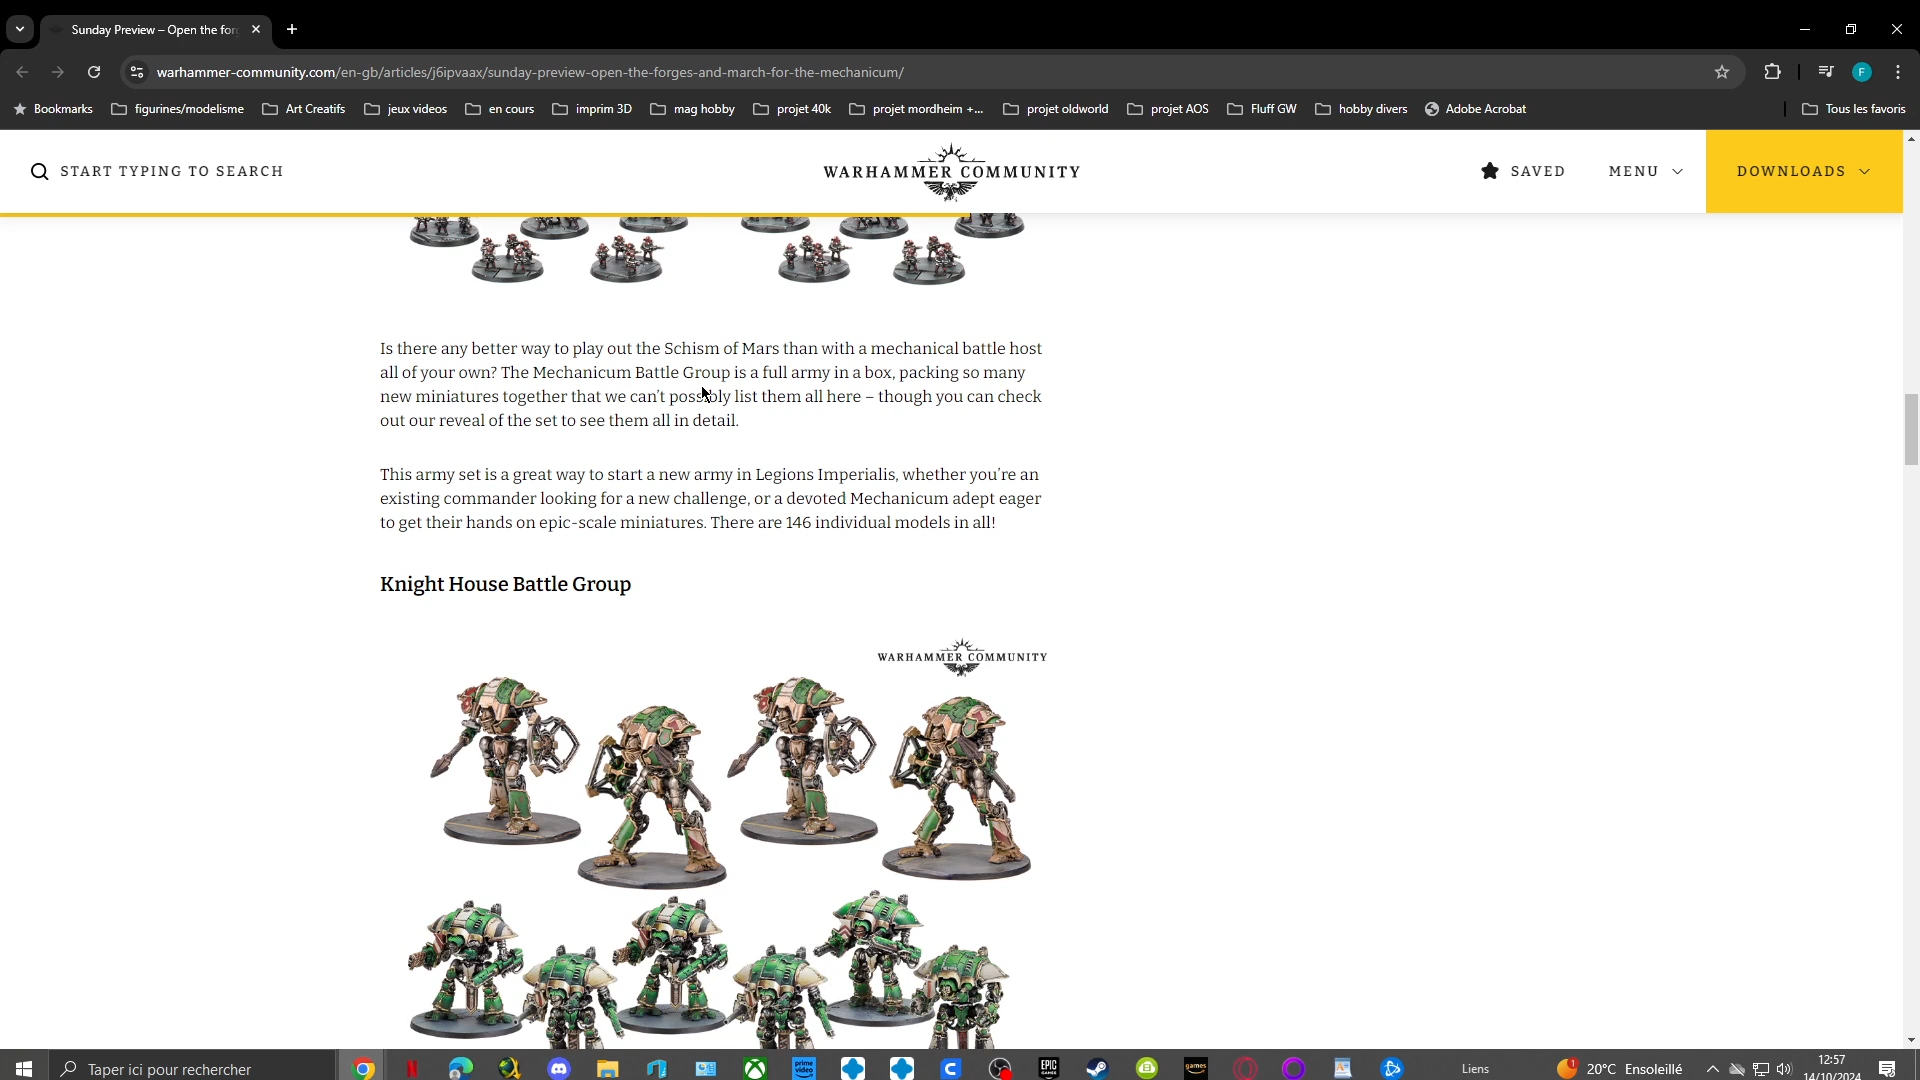 Sunday Preview – Open the for
warhammer-community.com/en-gb/articles/j6ipvaax/sunday-preview-open-the-forges-and-march-for-the-mechanicum/
F
Bookmarks figurines/modelisme Art Creatifs jeux videos en cours imprim 3D mag hobby projet 40k projet mordheim +... projet oldworld projet AOS Fluff GW hobby divers Adobe Acrobat Tous les favoris
START TYPING TO SEARCH WARHAMMER COMMUNITY SAVED MENU DOWNLOADS
Is there any better way to play out the Schism of Mars than with a mechanical battle host
all of your own? The Mechanicum Battle Group is a full army in a box, packing so many
new miniatures together that we can’t possibly list them all here – though you can check
out our reveal of the set to see them all in detail.
This army set is a great way to start a new army in Legions Imperialis, whether you’re an
existing commander looking for a new challenge, or a devoted Mechanicum adept eager
to get their hands on epic-scale miniatures. There are 146 individual models in all!
Knight House Battle Group
WARHAMMER COMMUNITY
Taper ici pour rechercher prime video EPIC GAMES games Liens 1 20°C Ensoleillé 12:57
14/10/2024